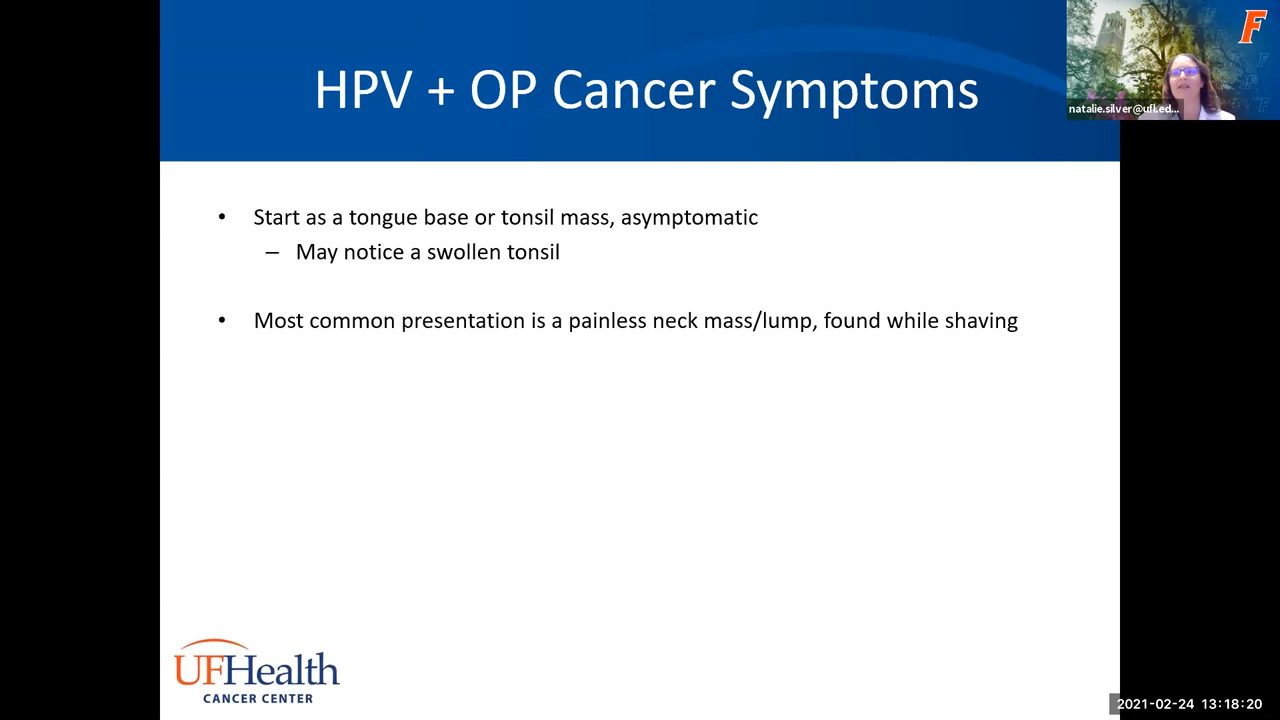 HPV + OP Cancer Symptoms
F
natalie.silver@ufl.ed...
• Start as a tongue base or tonsil mass, asymptomatic
– May notice a swollen tonsil
• Most common presentation is a painless neck mass/lump, found while shaving
UFHealth
CANCER CENTER
2021-02-24 13:18:20